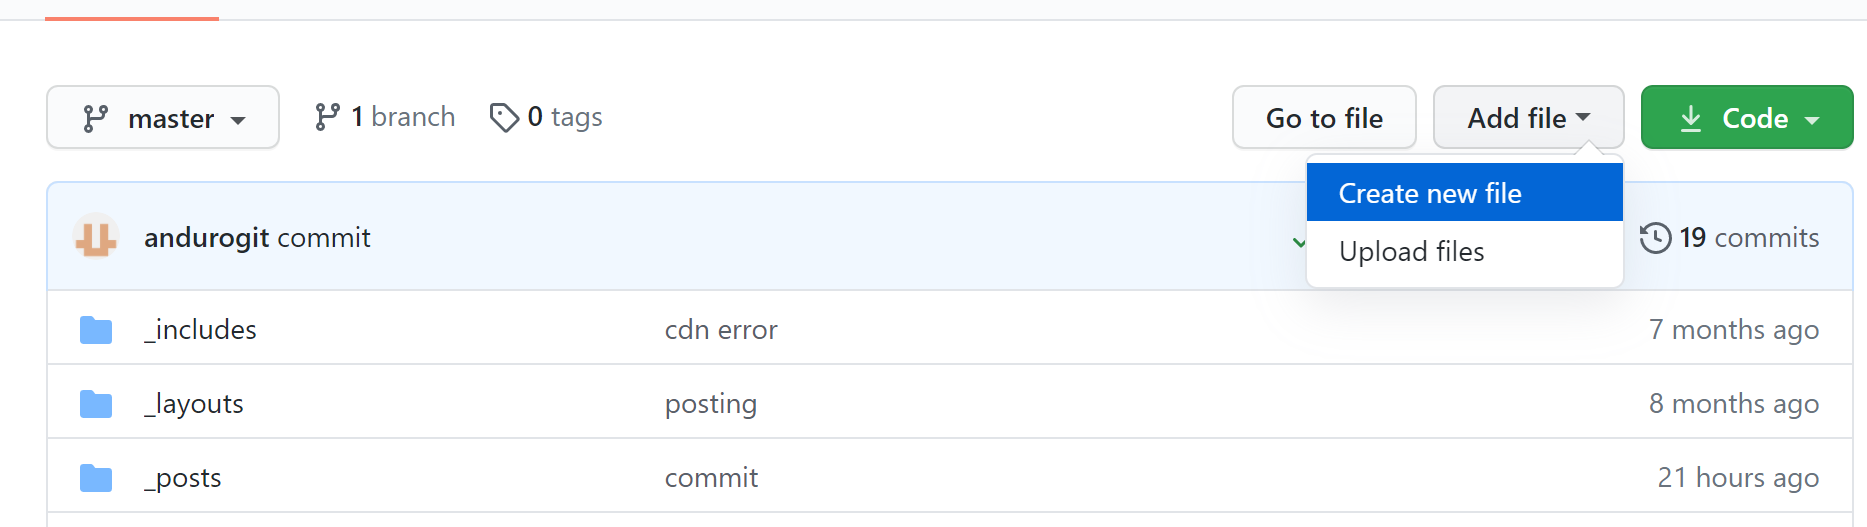 master 1 branch 0 tags Go to file Add file Code
Create new file
andurogit commit 19 commits
Upload files
_includes cdn error 7 months ago
_layouts posting 8 months ago
_posts commit 21 hours ago